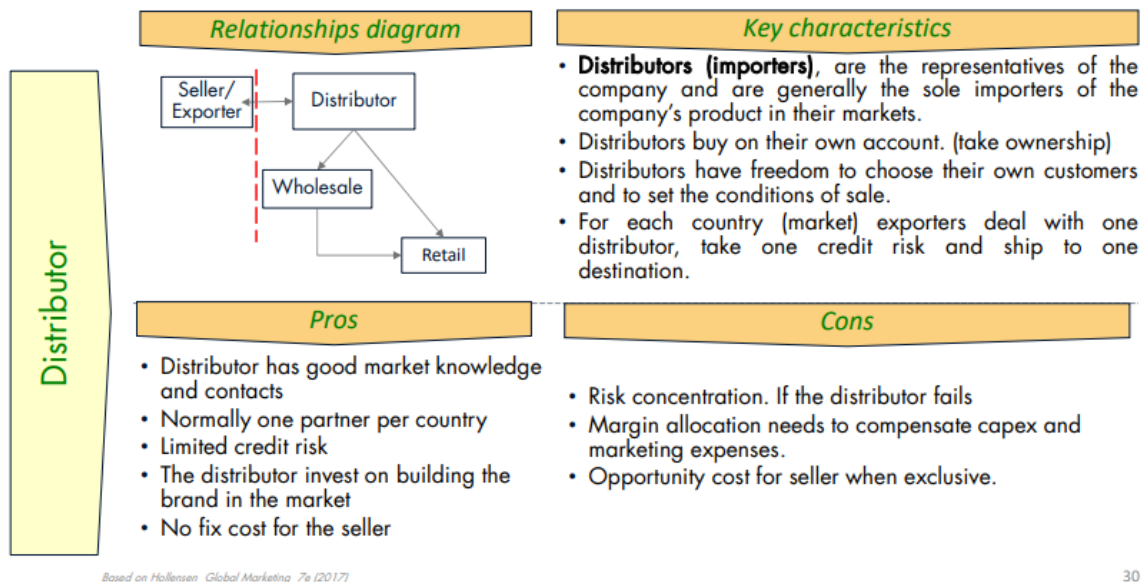 Relationships diagram
Key characteristics
Seller/
Exporter
Distributor
Wholesale
Retail
• Distributors (importers), are the representatives of the
company and are generally the sole importers of the
company's product in their markets.
• Distributors buy on their own account. (take ownership)
• Distributors have freedom to choose their own customers
and to set the conditions of sale.
• For each country (market) exporters deal with one
distributor, take one credit risk and ship to one
destination.
Distributor
Pros
• Distributor has good market knowledge
and contacts
• Normally one partner per country
• Limited credit risk
• The distributor invest on building the
brand in the market
• No fix cost for the seller
Cons
• Risk concentration. If the distributor fails
• Margin allocation needs to compensate capex and
marketing expenses.
• Opportunity cost for seller when exclusive.
Based on Hollensen Global Marketing 7e (2017)
30